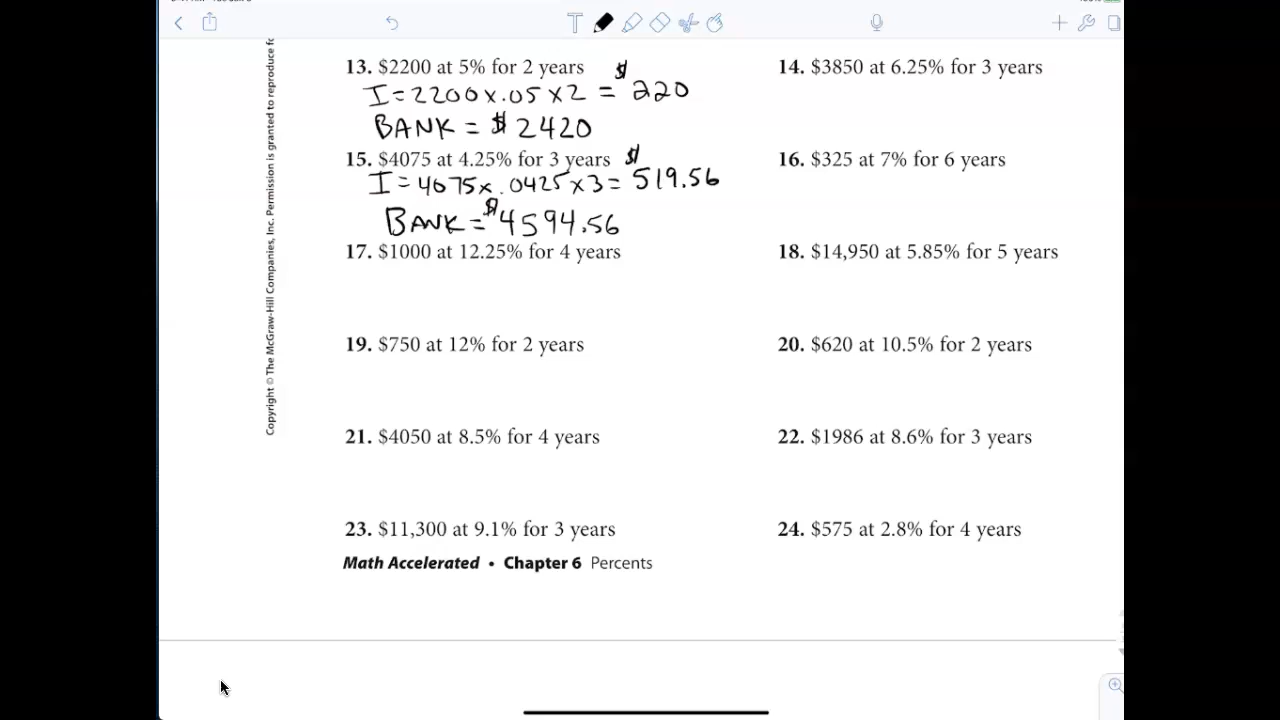 13. $2200 at 5% for 2 years
I = 2200 x .05 x 2 = $220
BANK = $2420
14. $3850 at 6.25% for 3 years
15. $4075 at 4.25% for 3 years
I = 4075 x .0425 x 3 = $519.56
BANK = $4594.56
16. $325 at 7% for 6 years
17. $1000 at 12.25% for 4 years
18. $14,950 at 5.85% for 5 years
19. $750 at 12% for 2 years
20. $620 at 10.5% for 2 years
21. $4050 at 8.5% for 4 years
22. $1986 at 8.6% for 3 years
23. $11,300 at 9.1% for 3 years
24. $575 at 2.8% for 4 years
Math Accelerated • Chapter 6 Percents
Copyright © The McGraw-Hill Companies, Inc. Permission is granted to reproduce